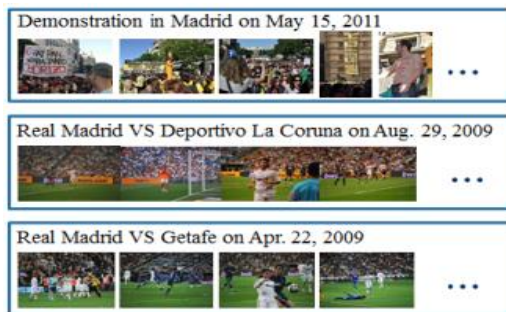 Demonstration in Madrid on May 15, 2011
Real Madrid VS Deportivo La Coruna on Aug. 29, 2009
Real Madrid VS Getafe on Apr. 22, 2009